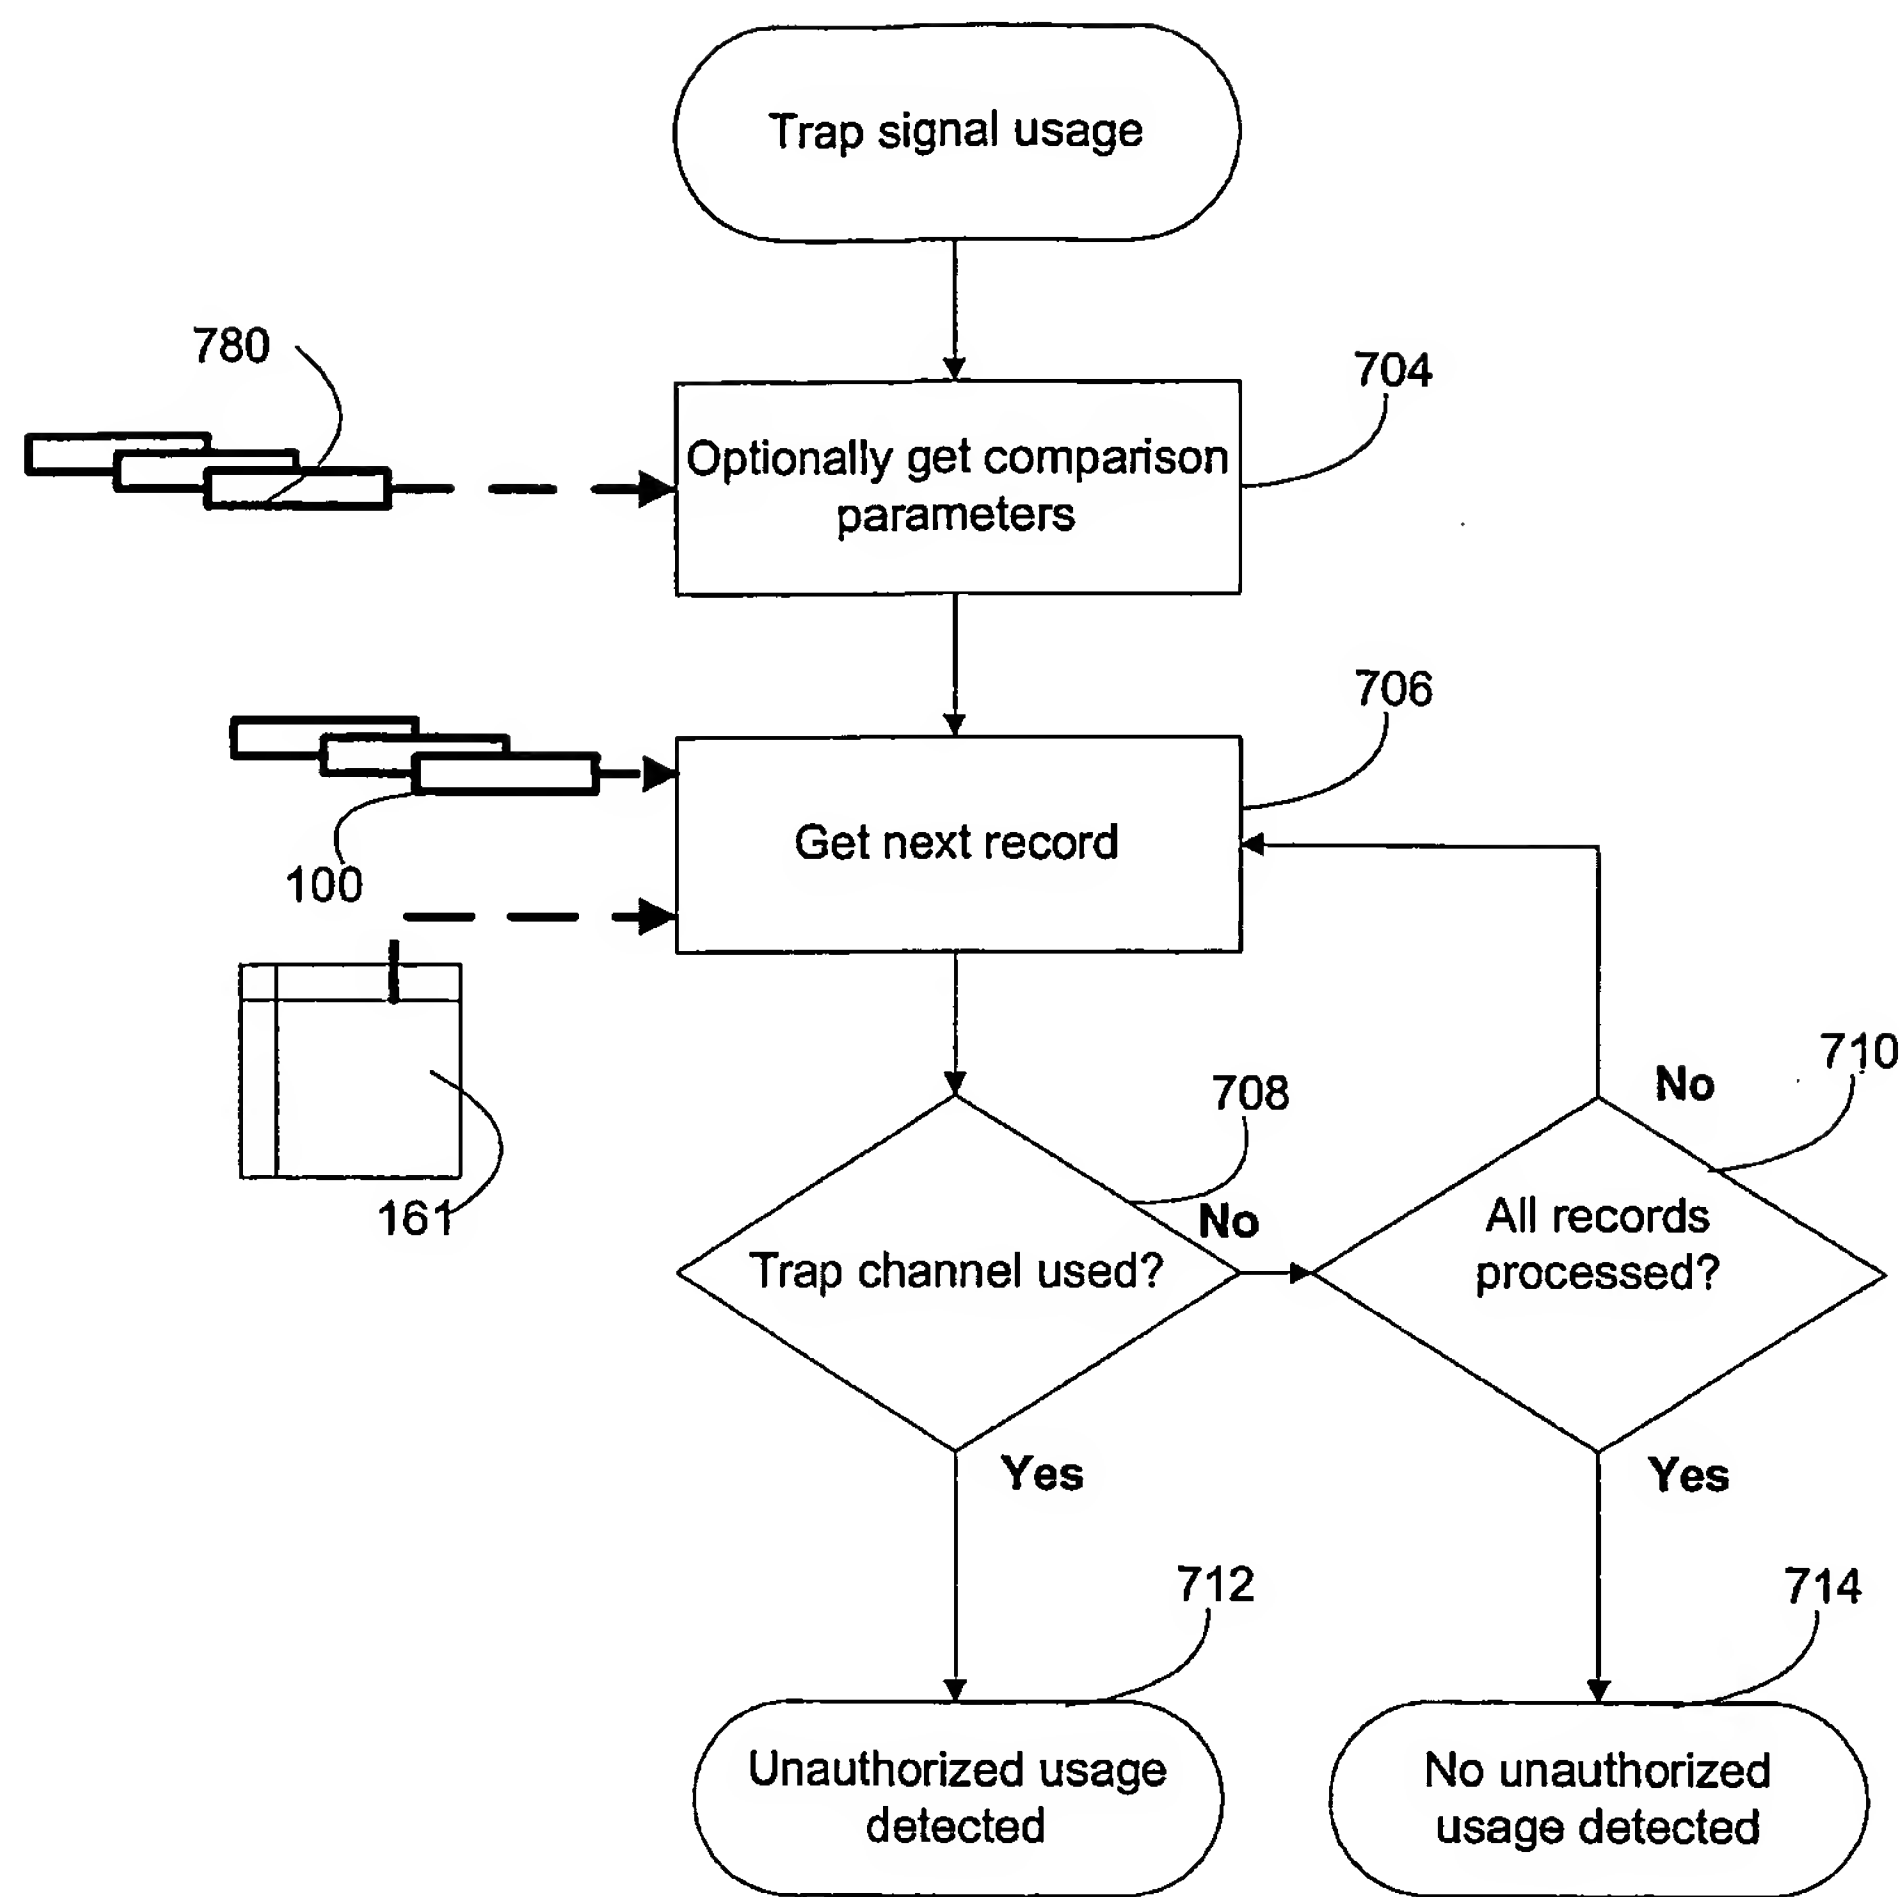 Trap signal usage
780
704
Optionally get comparison
parameters
706
100
Get next record
161
708
No
710
No
Trap channel used?
All records
processed?
Yes
Yes
712
714
Unauthorized usage
detected
No unauthorized
usage detected